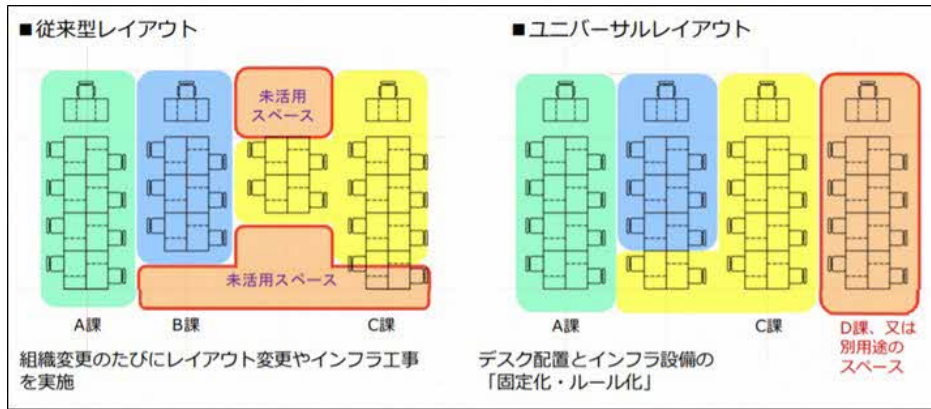 ■従来型レイアウト
■ユニバーサルレイアウト
未活用
スペース
未活用スペース
A課
B課
C課
A課
C課
D課、又は
別用途の
スペース
組織変更のたびにレイアウト変更やインフラ工事
を実施
デスク配置とインフラ設備の
「固定化・ルール化」